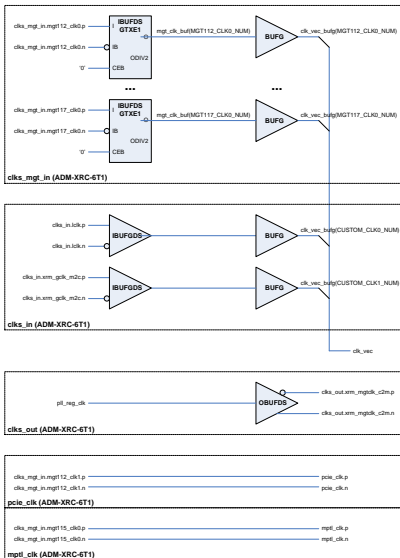 IBUFDS
GTXE1
clks_mgt_in.mgt112_clk0.p
I
mgt_clk_buf(MGT112_CLK0_NUM)
BUFG
clk_vec_bufg(MGT112_CLK0_NUM)
clks_mgt_in.mgt112_clk0.n
IB
ODIV2
'0'
CEB
...
...
IBUFDS
GTXE1
clks_mgt_in.mgt117_clk0.p
I
mgt_clk_buf(MGT117_CLK0_NUM)
BUFG
clk_vec_bufg(MGT117_CLK0_NUM)
clks_mgt_in.mgt117_clk0.n
IB
ODIV2
'0'
CEB
clks_mgt_in (ADM-XRC-6T1)
clks_in.lclk.p
IBUFGDS
BUFG
clk_vec_bufg(CUSTOM_CLK0_NUM)
clks_in.lclk.n
clks_in.xrm_gclk_m2c.p
IBUFGDS
BUFG
clk_vec_bufg(CUSTOM_CLK1_NUM)
clks_in.xrm_gclk_m2c.n
clks_in (ADM-XRC-6T1)
clk_vec
clks_out.xrm_mgtclk_c2m.p
pll_reg_clk
OBUFDS
clks_out.xrm_mgtclk_c2m.n
clks_out (ADM-XRC-6T1)
clks_mgt_in.mgt112_clk1.p
pcie_clk.p
clks_mgt_in.mgt112_clk1.n
pcie_clk.n
pcie_clk (ADM-XRC-6T1)
clks_mgt_in.mgt115_clk0.p
mptl_clk.p
clks_mgt_in.mgt115_clk0.n
mptl_clk.n
mptl_clk (ADM-XRC-6T1)